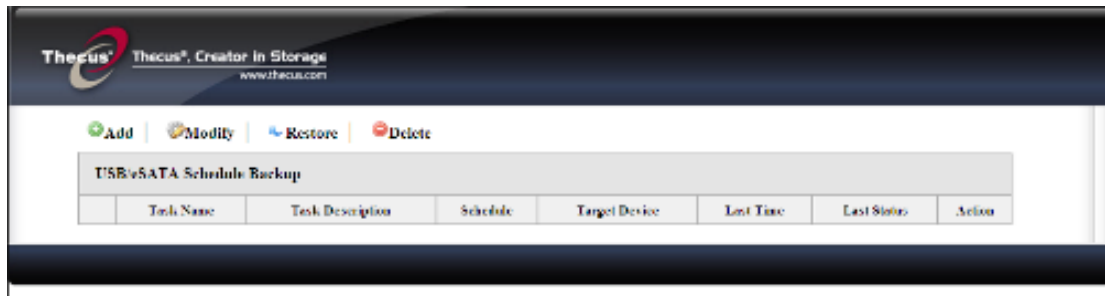 Thecus® Thecus®, Creator in Storage
www.thecus.com
Add Modify Restore Delete
USB/eSATA Schedule Backup
Task Name Task Description Schedule Target Device Last Time Last Status Action